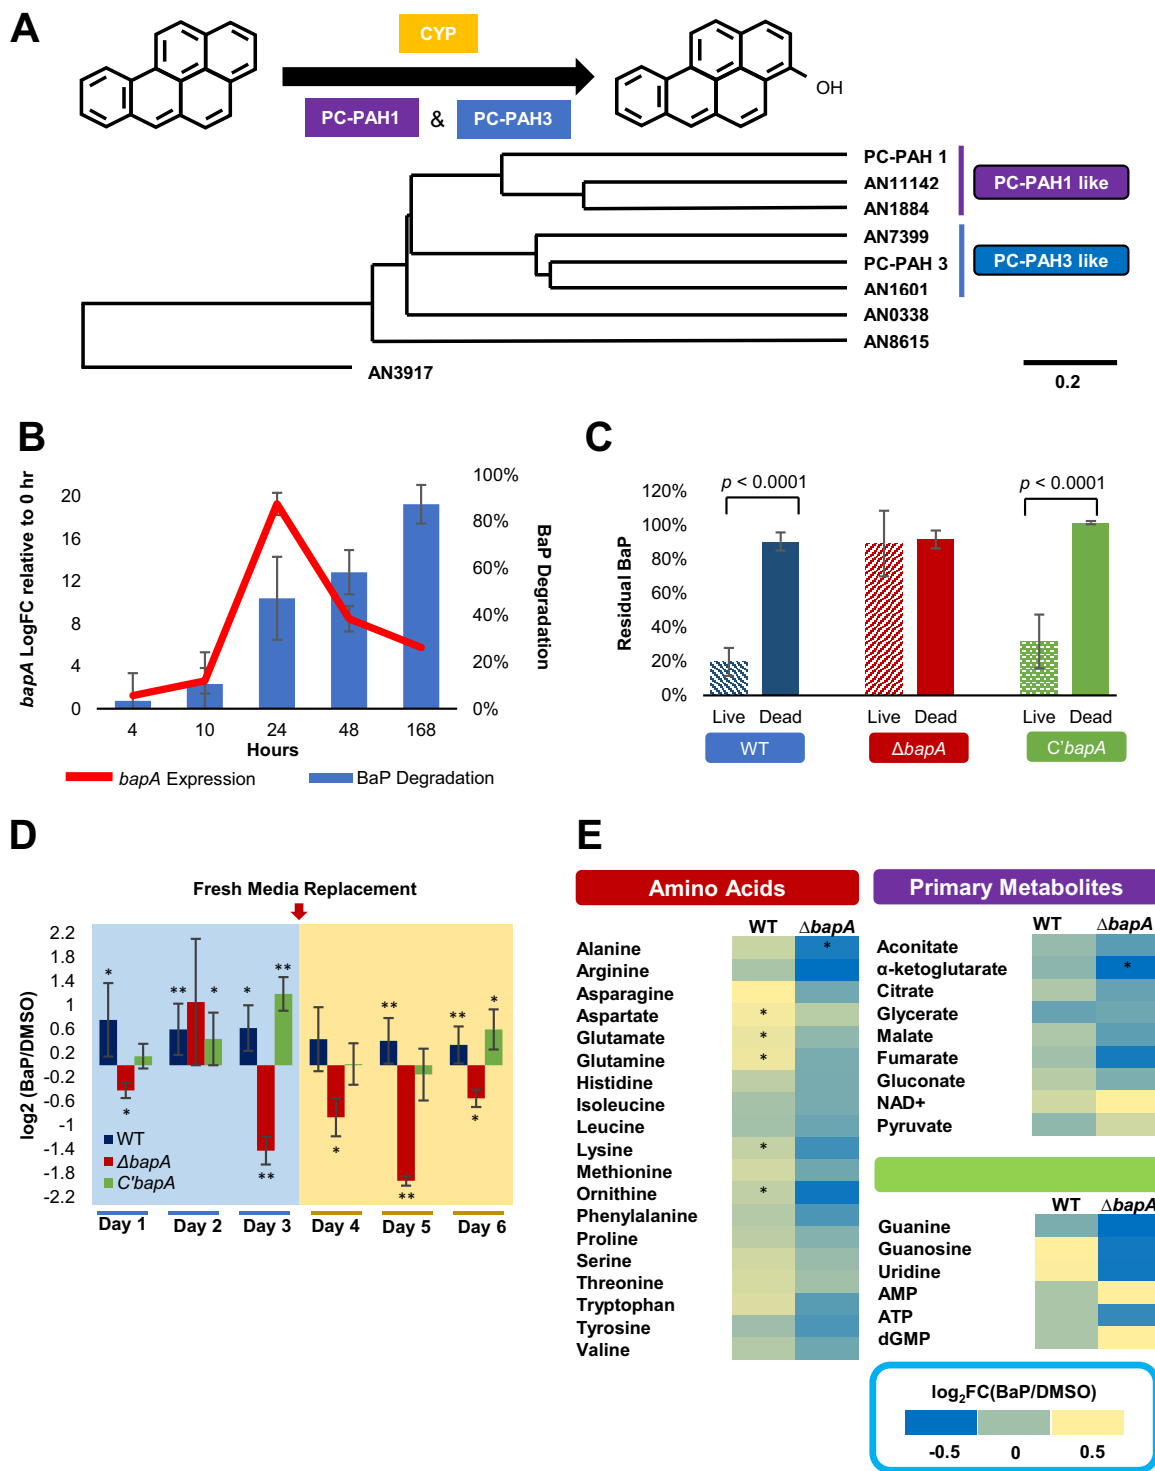 A
CYP
PC-PAH1 & PC-PAH3
OH
PC-PAH 1
AN11142
AN1884
AN7399
PC-PAH 3
AN1601
AN0338
AN8615
AN3917
PC-PAH1 like
PC-PAH3 like
0.2
B
bapA LogFC relative to 0 hr
20
16
12
8
4
0
100%
80%
60%
40%
20%
0%
BaP Degradation
4 10 24 48 168
Hours
bapA Expression BaP Degradation
C
Residual BaP
120%
100%
80%
60%
40%
20%
0%
p < 0.0001
p < 0.0001
Live Dead Live Dead Live Dead
WT ΔbapA C'bapA
D
Fresh Media Replacement
log2 (BaP/DMSO)
2.2
1.8
1.4
1
0.6
0.2
-0.2
-0.6
-1
-1.4
-1.8
-2.2
* * ** * * ** ** * ** ** ** * *
WT
ΔbapA
C'bapA
Day 1 Day 2 Day 3 Day 4 Day 5 Day 6
E
Amino Acids
WT ΔbapA
Alanine *
Arginine
Asparagine
Aspartate *
Glutamate *
Glutamine *
Histidine
Isoleucine
Leucine
Lysine *
Methionine
Ornithine *
Phenylalanine
Proline
Serine
Threonine
Tryptophan
Tyrosine
Valine
Primary Metabolites
WT ΔbapA
Aconitate
α-ketoglutarate *
Citrate
Glycerate
Malate
Fumarate
Gluconate
NAD+
Pyruvate
WT ΔbapA
Guanine
Guanosine
Uridine
AMP
ATP
dGMP
log₂FC(BaP/DMSO)
-0.5 0 0.5